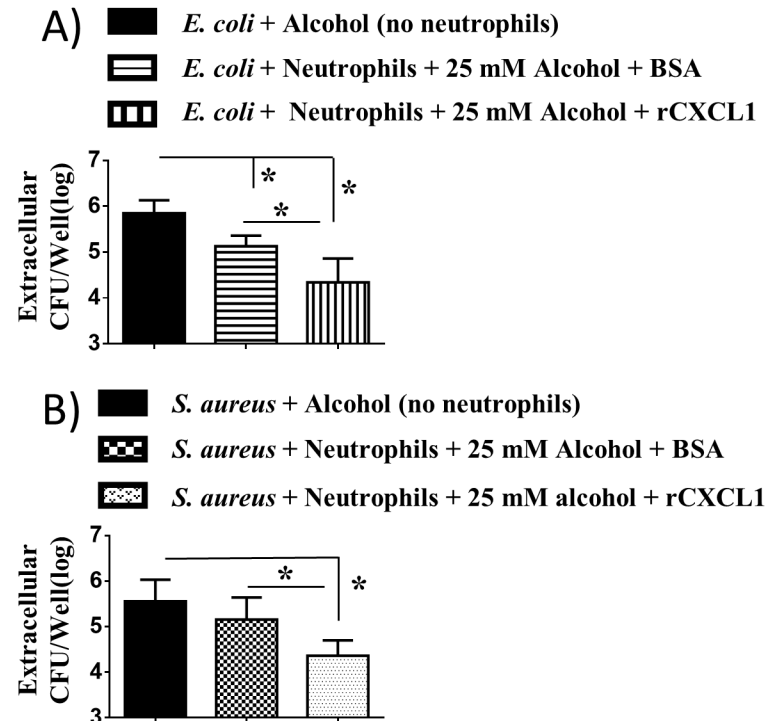 A)
E. coli + Alcohol (no neutrophils)
E. coli + Neutrophils + 25 mM Alcohol + BSA
E. coli + Neutrophils + 25 mM Alcohol + rCXCL1
Extracellular
CFU/Well(log)
7
6
5
4
3
*
*
*
B)
S. aureus + Alcohol (no neutrophils)
S. aureus + Neutrophils + 25 mM Alcohol + BSA
S. aureus + Neutrophils + 25 mM alcohol + rCXCL1
Extracellular
CFU/Well(log)
7
6
5
4
3
*
*